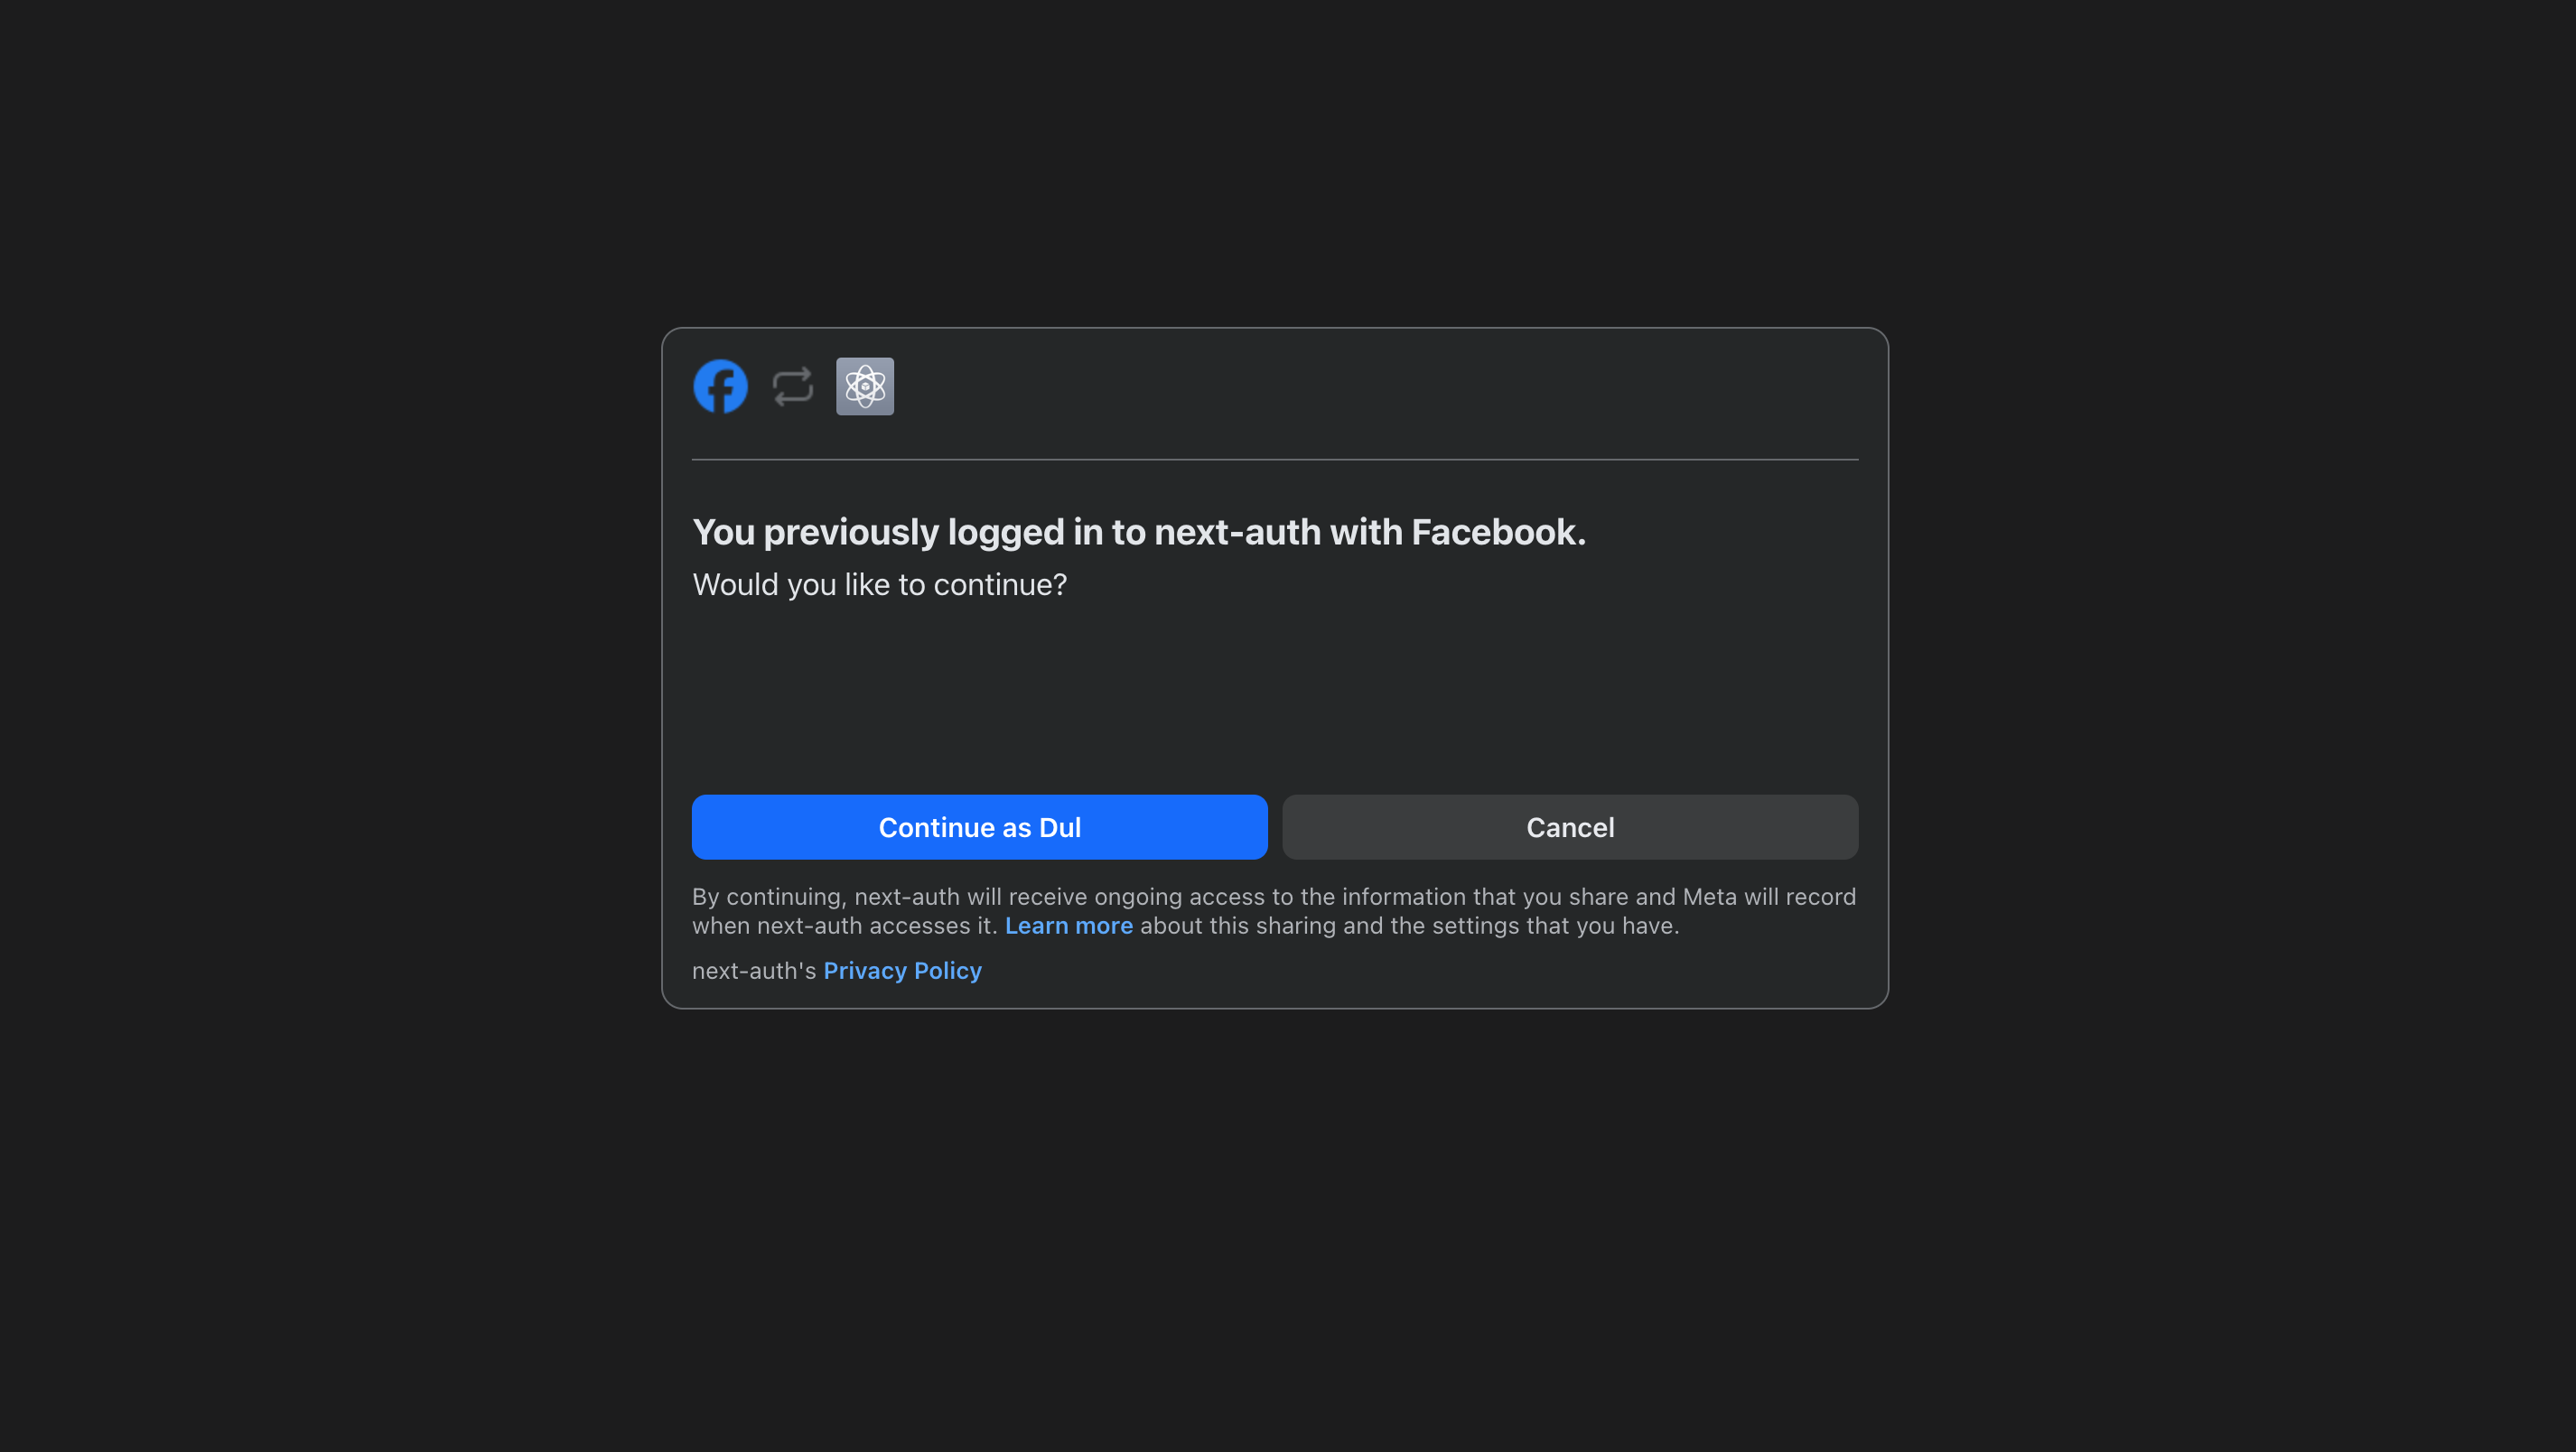 You previously logged in to next-auth with Facebook.
Would you like to continue?
Continue as Dul
Cancel
By continuing, next-auth will receive ongoing access to the information that you share and Meta will record
when next-auth accesses it. Learn more about this sharing and the settings that you have.
next-auth's Privacy Policy